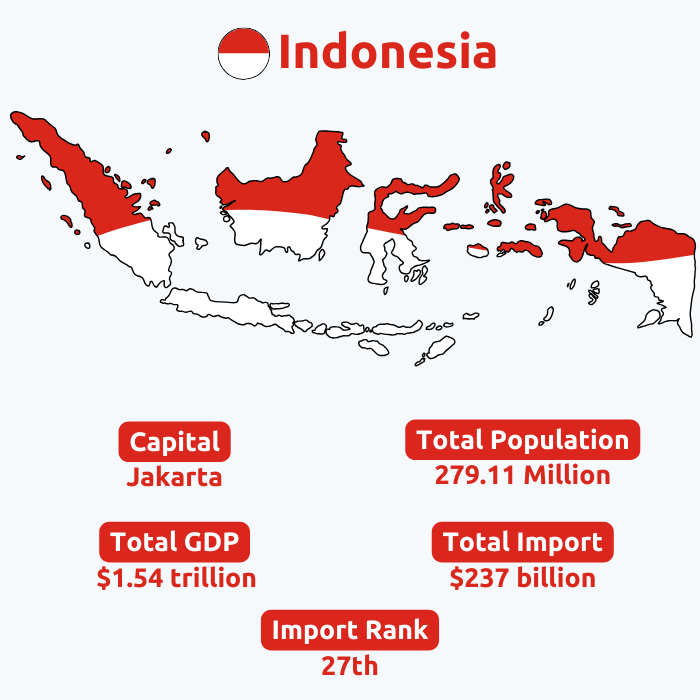 Indonesia
Capital
Jakarta
Total Population
279.11 Million
Total GDP
$1.54 trillion
Total Import
$237 billion
Import Rank
27th